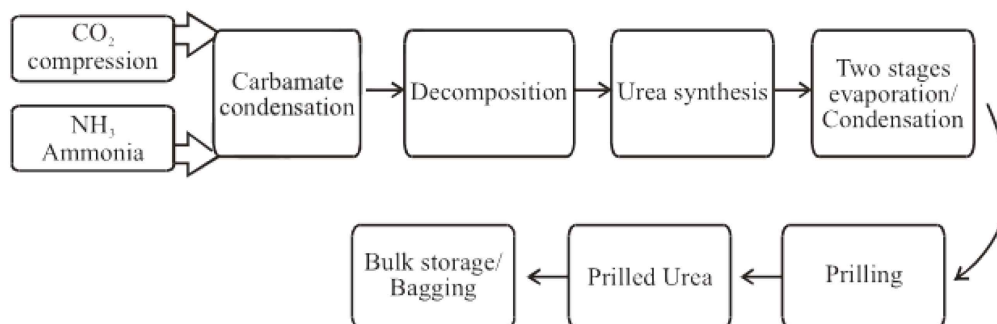 CO₂
compression
NH₃
Ammonia
Carbamate
condensation
Decomposition
Urea synthesis
Two stages
evaporation/
Condensation
Prilling
Prilled Urea
Bulk storage/
Bagging